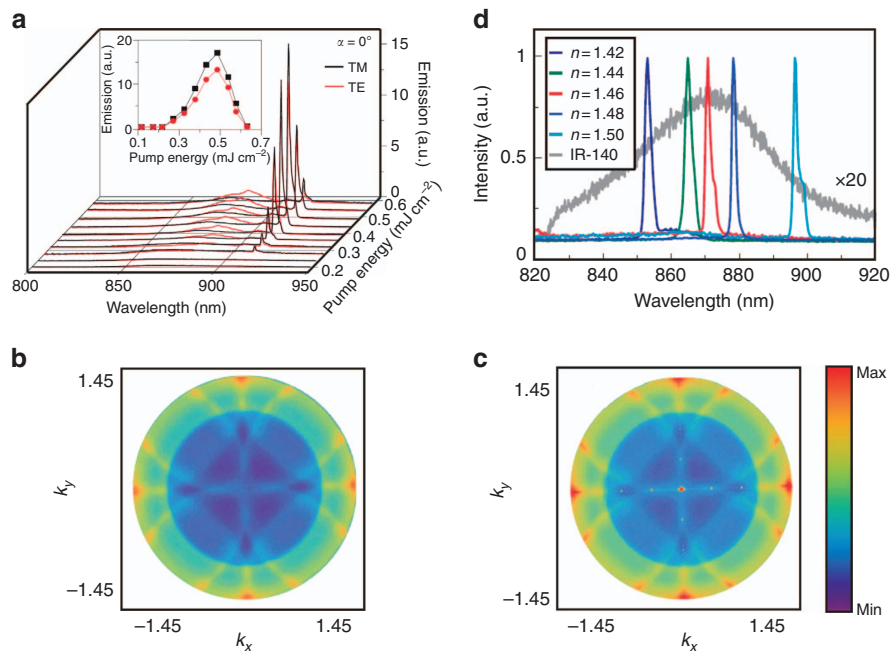 a
α = 0°
TM
TE
Emission (a.u.)
20
10
0
0.1 0.3 0.4 0.7
Pump energy (mJ cm⁻²)
15
10
5
0
Emission (a.u.)
0.6
0.5
0.4
0.3
0.2
Pump energy (mJ cm⁻²)
800 850 900 950
Wavelength (nm)
d
1
0.5
0
Intensity (a.u.)
n = 1.42
n = 1.44
n = 1.46
n = 1.48
n = 1.50
IR-140
×20
820 840 860 880 900 920
Wavelength (nm)
b
1.45
k_y
−1.45
−1.45 1.45
k_x
c
1.45
k_y
−1.45
−1.45 1.45
k_x
Max
Min